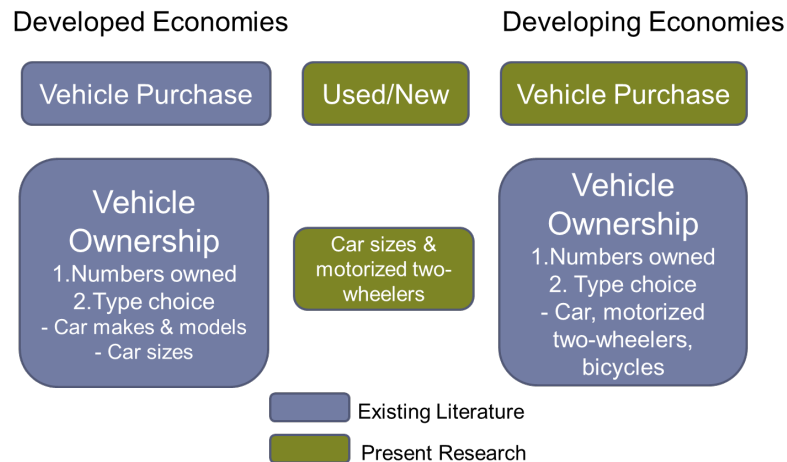 Developed Economies
Developing Economies
Vehicle Purchase
Used/New
Vehicle Purchase
Vehicle
Ownership
1.Numbers owned
2.Type choice
- Car makes & models
- Car sizes
Car sizes &
motorized two-
wheelers
Vehicle
Ownership
1.Numbers owned
2. Type choice
- Car, motorized
two-wheelers,
bicycles
Existing Literature
Present Research